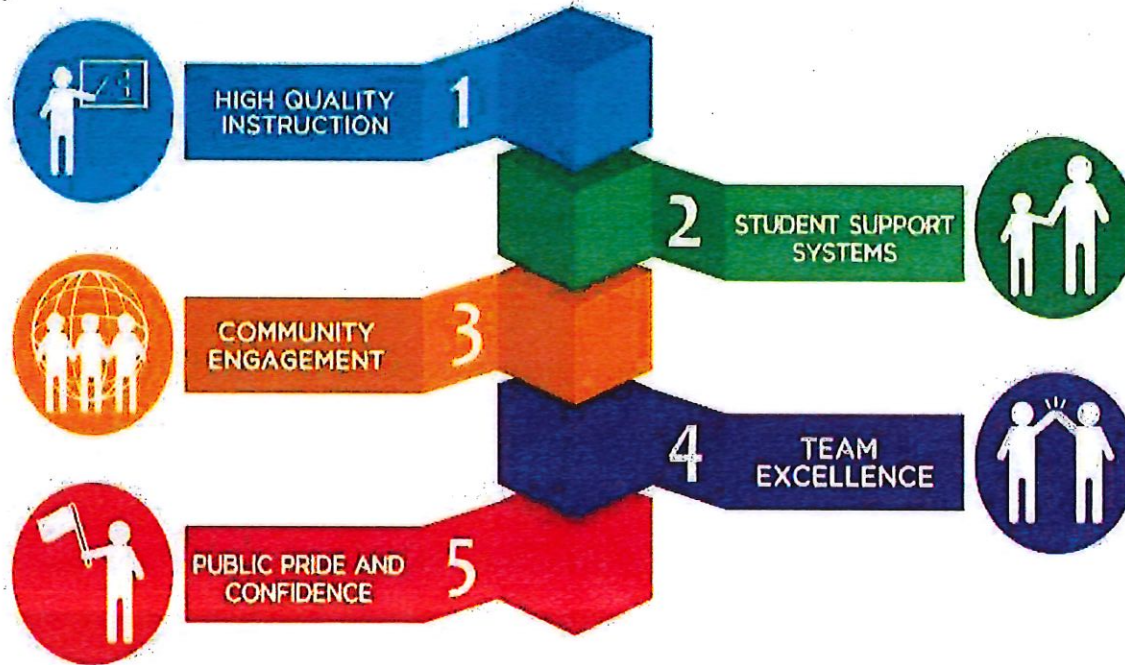 HIGH QUALITY
INSTRUCTION
1
2
STUDENT SUPPORT
SYSTEMS
COMMUNITY
ENGAGEMENT
3
4
TEAM
EXCELLENCE
PUBLIC PRIDE AND
CONFIDENCE
5